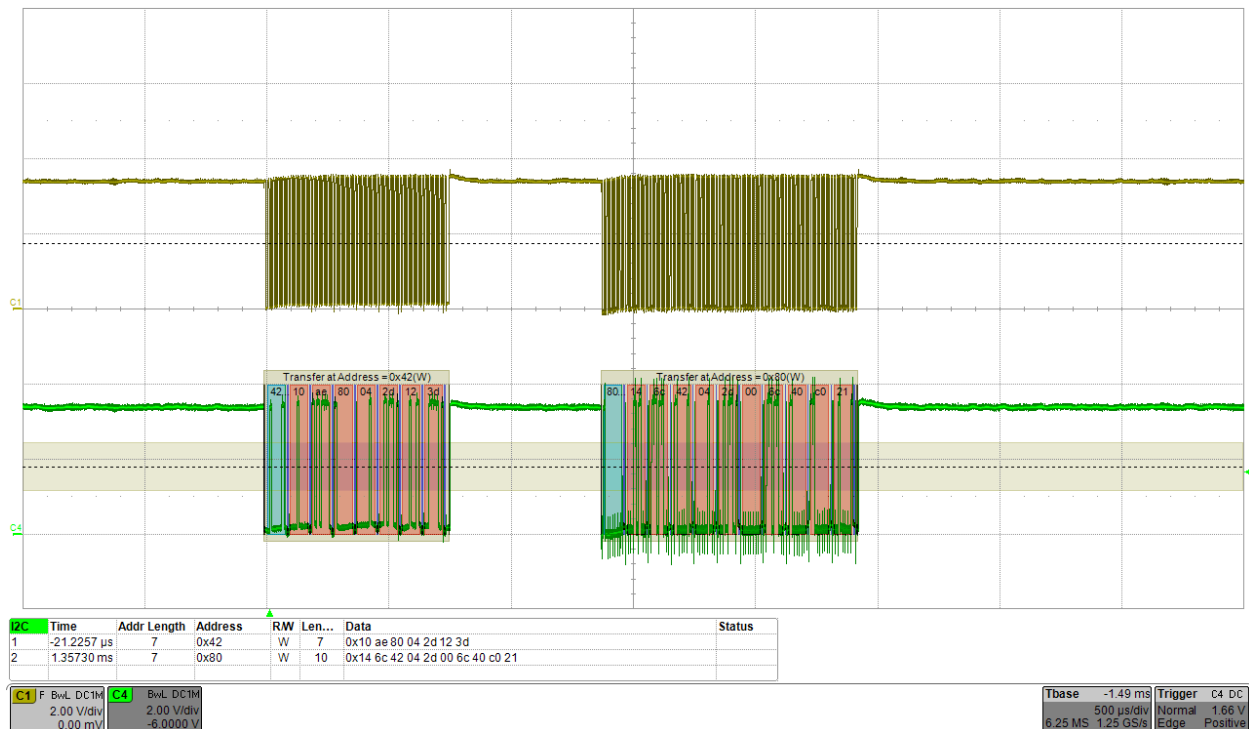 C1
Transfer at Address = 0x42(W)
42... 10 ae 80 04 2d 12 3d
Transfer at Address = 0x80(W)
80... 14 6c 42 04 2d 00 6c 40 c0 21
C4
I2C Time Addr Length Address R/W Len... Data Status
1 -21.2257 µs 7 0x42 W 7 0x10 ae 80 04 2d 12 3d
2 1.35730 ms 7 0x80 W 10 0x14 6c 42 04 2d 00 6c 40 c0 21
C1 F BwL DC1M
2.00 V/div
0.00 mV
C4 BwL DC1M
2.00 V/div
-6.0000 V
Tbase -1.49 ms
500 µs/div
6.25 MS 1.25 GS/s
Trigger C4 DC
Normal 1.66 V
Edge Positive